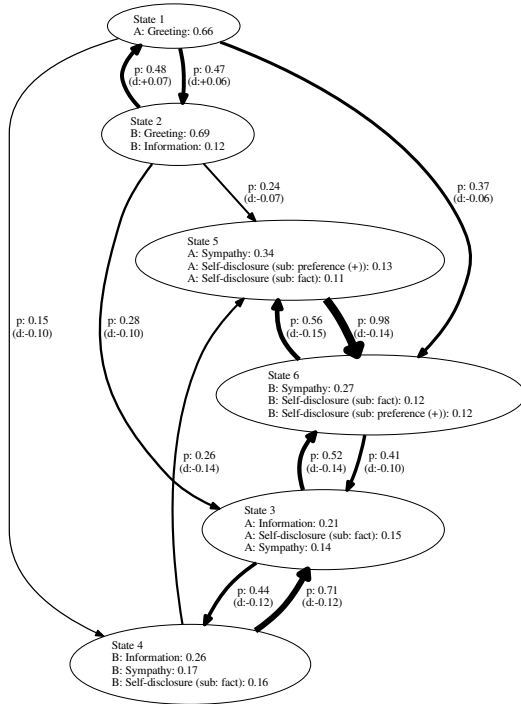 State 1
A: Greeting: 0.66
p: 0.48
(d:+0.07)
p: 0.47
(d:+0.06)
State 2
B: Greeting: 0.69
B: Information: 0.12
p: 0.24
(d:-0.07)
p: 0.37
(d:-0.06)
State 5
A: Sympathy: 0.34
A: Self-disclosure (sub: preference (+)): 0.13
A: Self-disclosure (sub: fact): 0.11
p: 0.15
(d:-0.10)
p: 0.28
(d:-0.10)
p: 0.56
(d:-0.15)
p: 0.98
(d:-0.14)
State 6
B: Sympathy: 0.27
B: Self-disclosure (sub: fact): 0.12
B: Self-disclosure (sub: preference (+)): 0.12
p: 0.26
(d:-0.14)
p: 0.52
(d:-0.14)
p: 0.41
(d:-0.10)
State 3
A: Information: 0.21
A: Self-disclosure (sub: fact): 0.15
A: Sympathy: 0.14
p: 0.44
(d:-0.12)
p: 0.71
(d:-0.12)
State 4
B: Information: 0.26
B: Sympathy: 0.17
B: Self-disclosure (sub: fact): 0.16